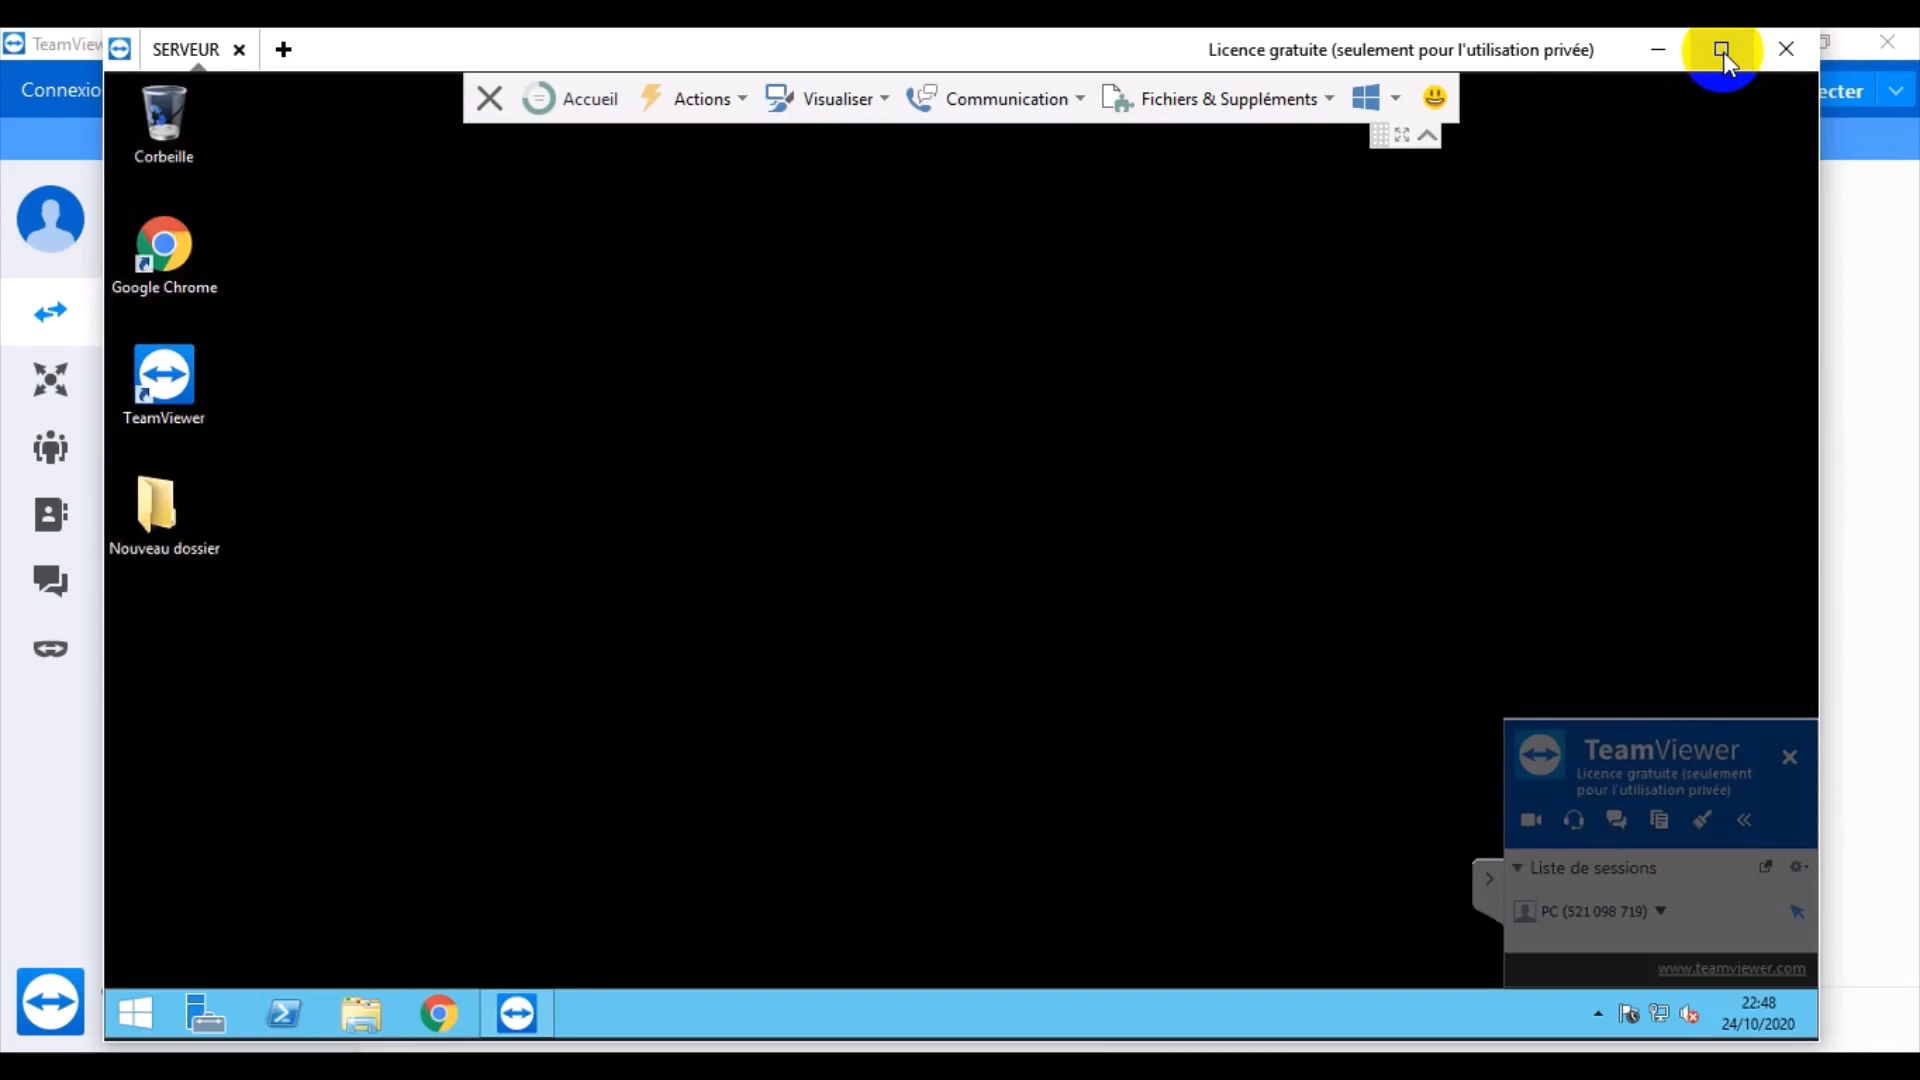 TeamView
SERVEUR
Licence gratuite (seulement pour l'utilisation privée)
Connexio
ecter
Accueil
Actions
Visualiser
Communication
Fichiers & Suppléments
Corbeille
Google Chrome
TeamViewer
Nouveau dossier
TeamViewer
Licence gratuite (seulement
pour l'utilisation privée)
Liste de sessions
PC (521 098 719)
www.teamviewer.com
22:48
24/10/2020